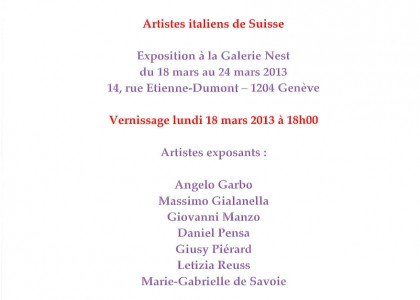 Artistes italiens de Suisse
Exposition à la Galerie Nest
du 18 mars au 24 mars 2013
14, rue Etienne-Dumont – 1204 Genève
Vernissage lundi 18 mars 2013 à 18h00
Artistes exposants :
Angelo Garbo
Massimo Gialanella
Giovanni Manzo
Daniel Pensa
Giusy Piérard
Letizia Reuss
Marie-Gabrielle de Savoie